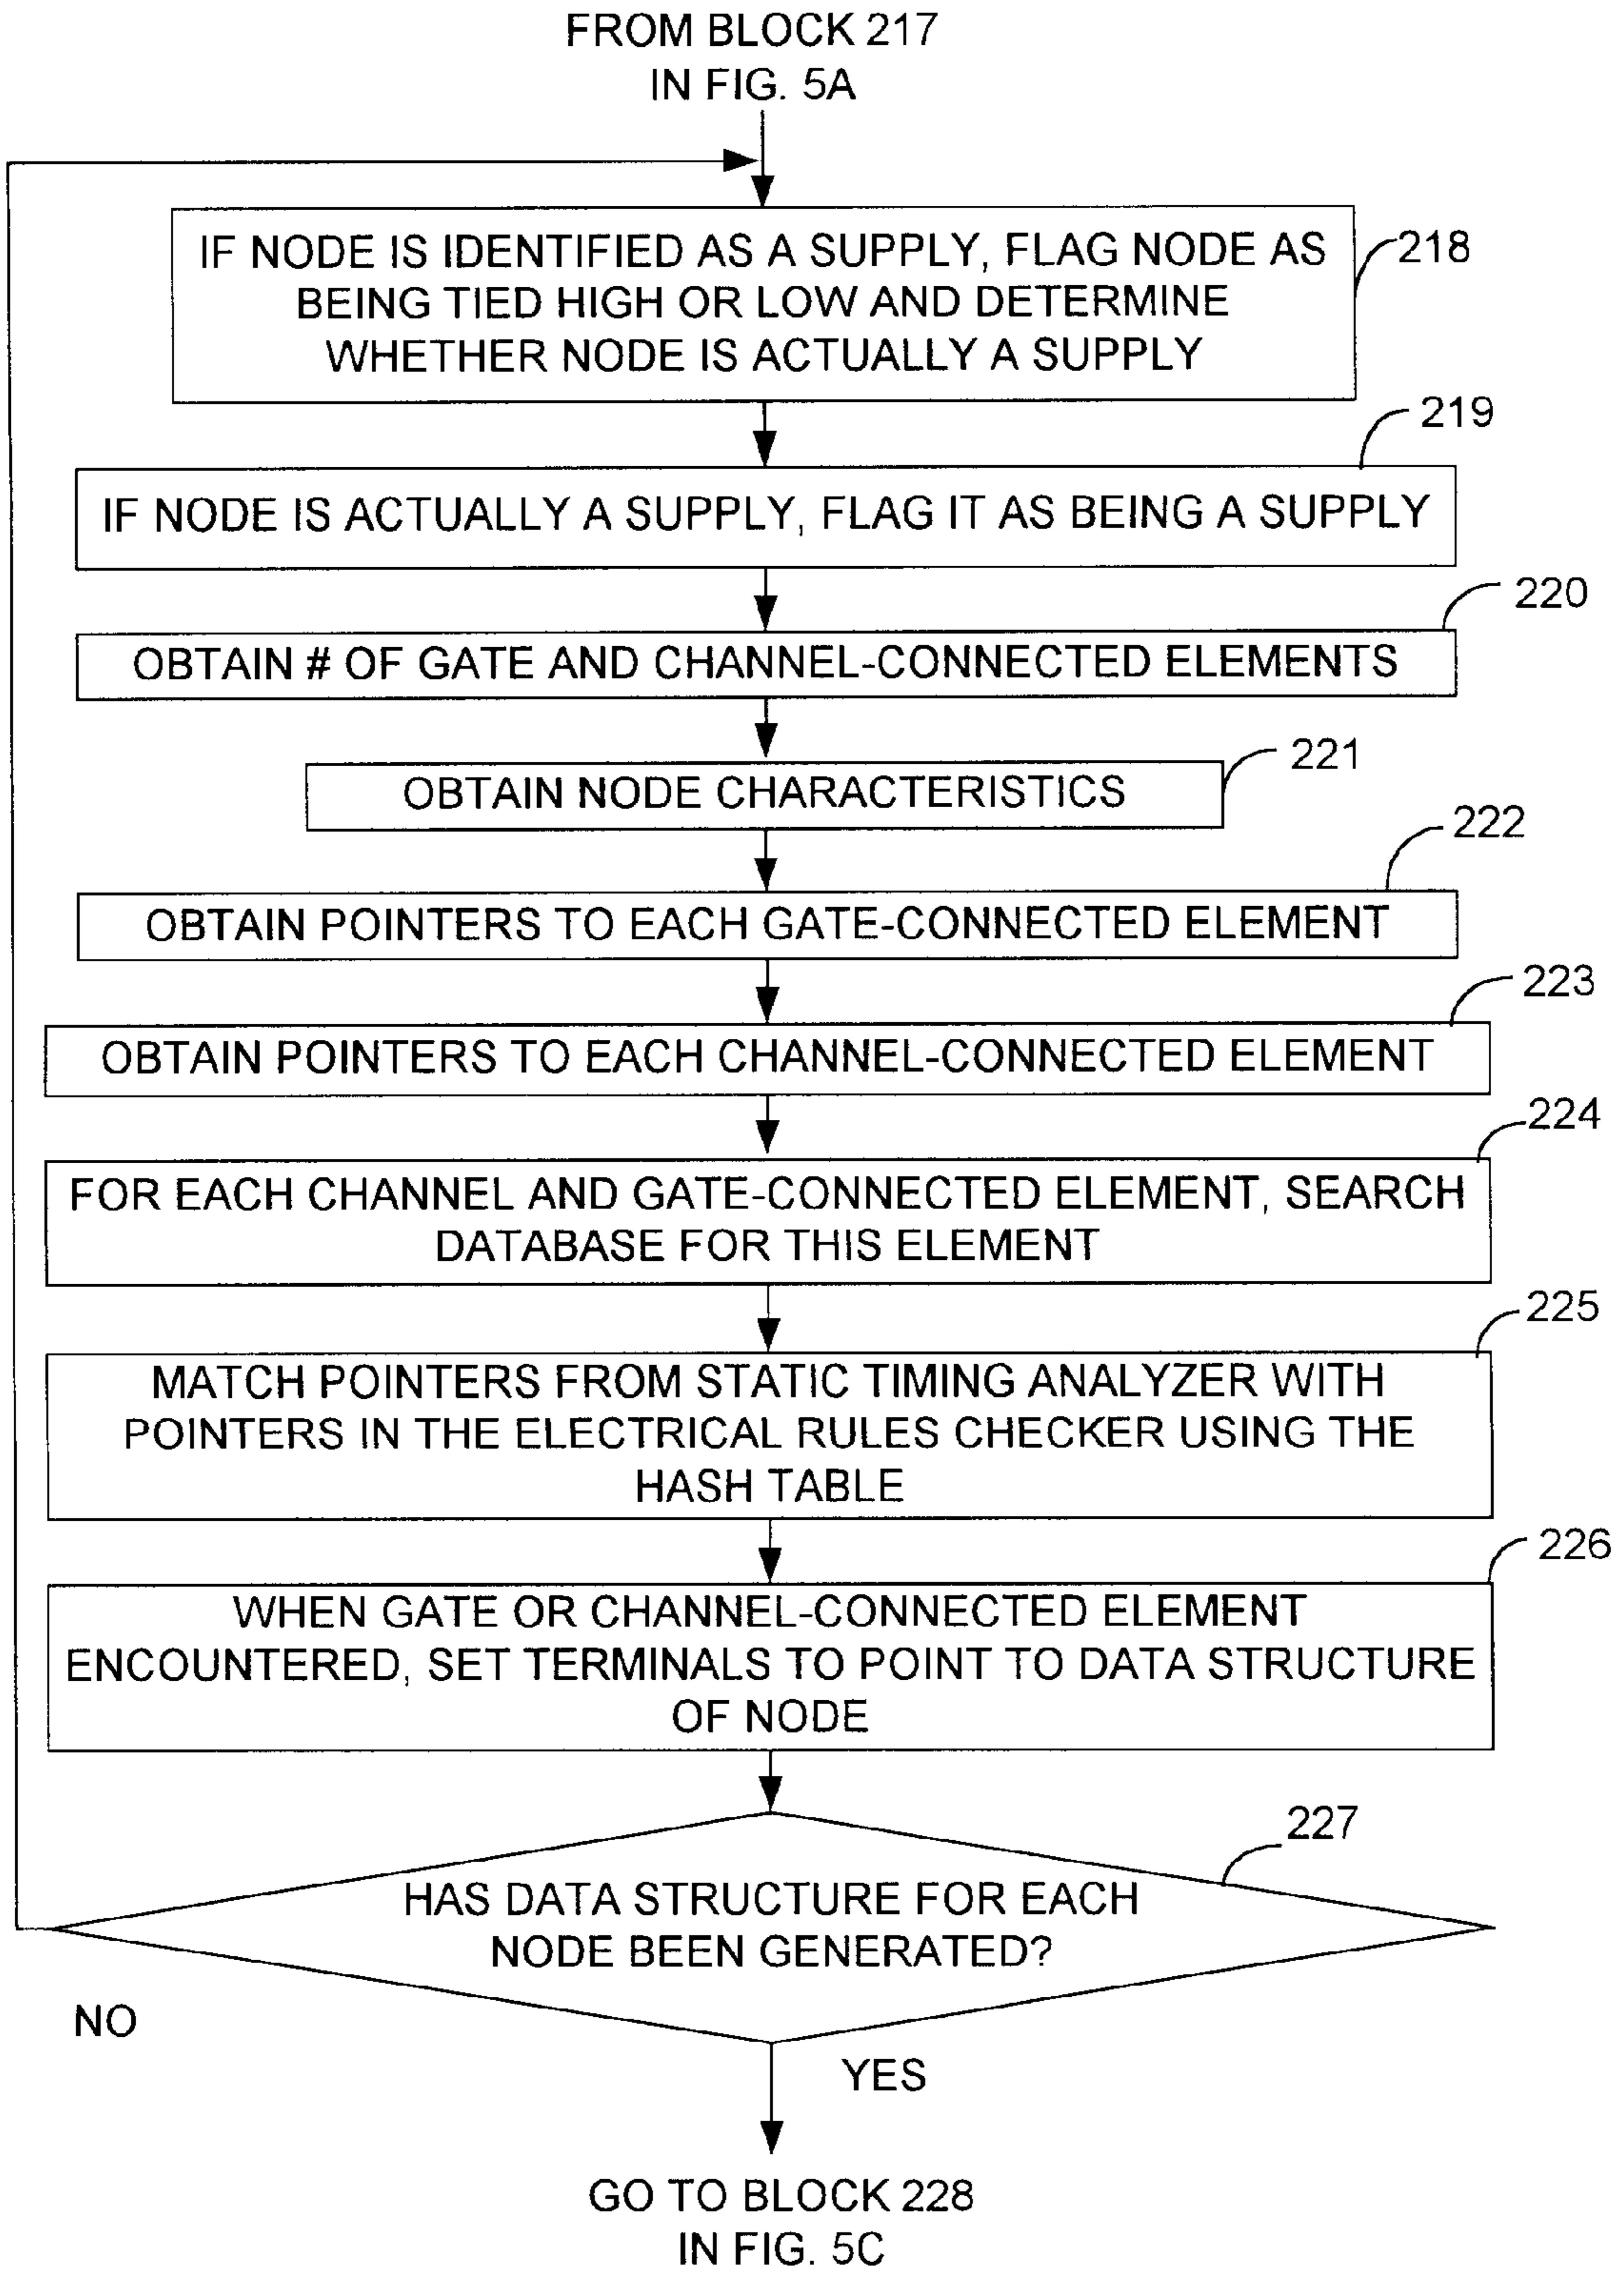 FROM BLOCK 217
IN FIG. 5A
IF NODE IS IDENTIFIED AS A SUPPLY, FLAG NODE AS
BEING TIED HIGH OR LOW AND DETERMINE
WHETHER NODE IS ACTUALLY A SUPPLY
218
219
IF NODE IS ACTUALLY A SUPPLY, FLAG IT AS BEING A SUPPLY
220
OBTAIN # OF GATE AND CHANNEL-CONNECTED ELEMENTS
221
OBTAIN NODE CHARACTERISTICS
222
OBTAIN POINTERS TO EACH GATE-CONNECTED ELEMENT
223
OBTAIN POINTERS TO EACH CHANNEL-CONNECTED ELEMENT
224
FOR EACH CHANNEL AND GATE-CONNECTED ELEMENT, SEARCH
DATABASE FOR THIS ELEMENT
225
MATCH POINTERS FROM STATIC TIMING ANALYZER WITH
POINTERS IN THE ELECTRICAL RULES CHECKER USING THE
HASH TABLE
226
WHEN GATE OR CHANNEL-CONNECTED ELEMENT
ENCOUNTERED, SET TERMINALS TO POINT TO DATA STRUCTURE
OF NODE
227
HAS DATA STRUCTURE FOR EACH
NODE BEEN GENERATED?
NO
YES
GO TO BLOCK 228
IN FIG. 5C